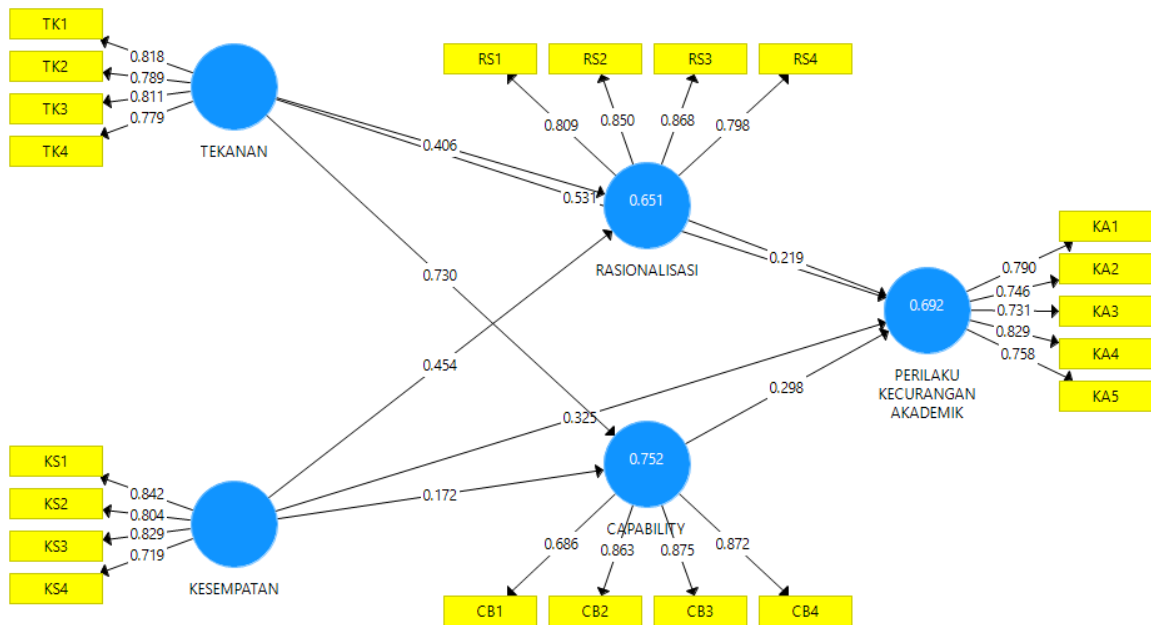 TK1
TK2
TK3
TK4
0.818
0.789
0.811
0.779
TEKANAN
RS1
RS2
RS3
RS4
0.809
0.850
0.868
0.798
0.651
RASIONALISASI
0.406
0.531
0.730
0.219
0.454
0.325
0.298
0.172
KA1
KA2
KA3
KA4
KA5
0.790
0.746
0.731
0.829
0.758
0.692
PERILAKU
KECURANGAN
AKADEMIK
KS1
KS2
KS3
KS4
0.842
0.804
0.829
0.719
KESEMPATAN
0.752
CAPABILITY
0.686
0.863
0.875
0.872
CB1
CB2
CB3
CB4